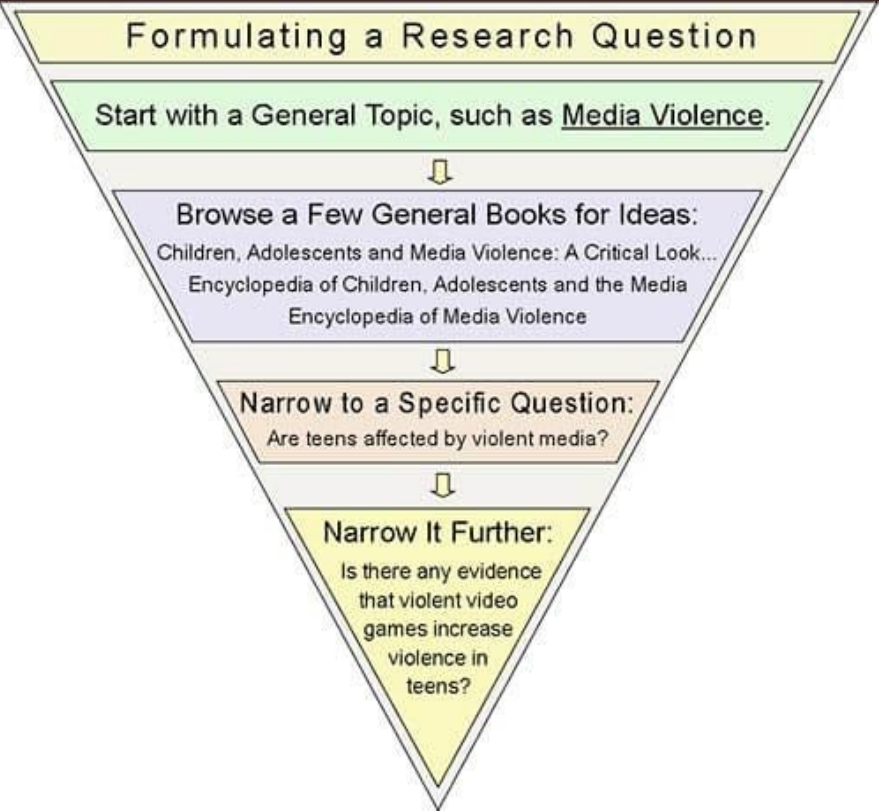 Formulating a Research Question
Start with a General Topic, such as Media Violence.
Browse a Few General Books for Ideas:
Children, Adolescents and Media Violence: A Critical Look...
Encyclopedia of Children, Adolescents and the Media
Encyclopedia of Media Violence
Narrow to a Specific Question:
Are teens affected by violent media?
Narrow It Further:
Is there any evidence
that violent video
games increase
violence in
teens?